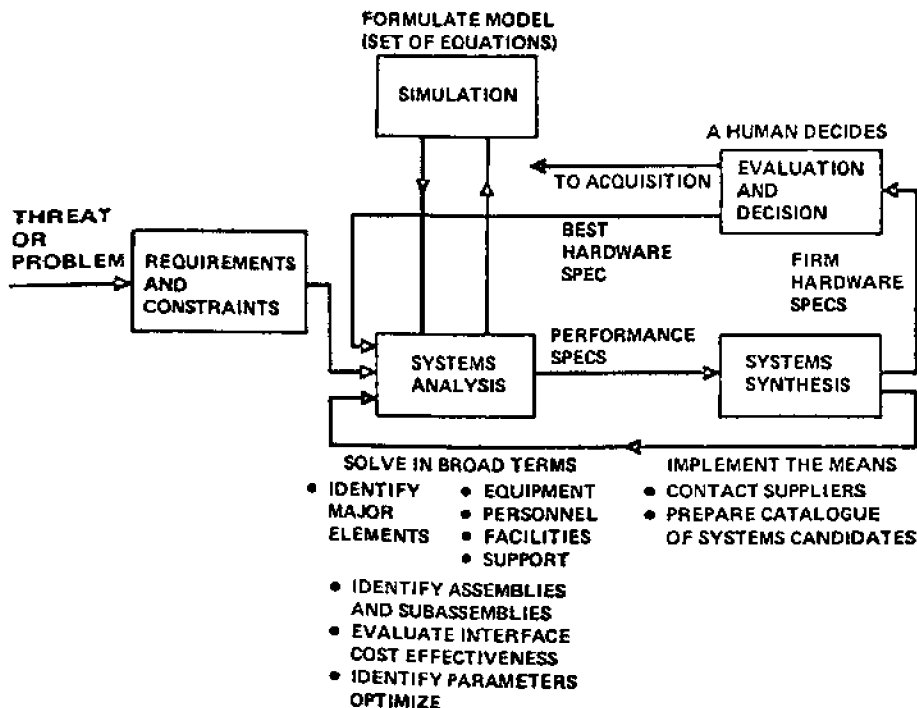 FORMULATE MODEL
(SET OF EQUATIONS)
SIMULATION
A HUMAN DECIDES
EVALUATION
AND
DECISION
TO ACQUISITION
THREAT
OR
PROBLEM
REQUIREMENTS
AND
CONSTRAINTS
BEST
HARDWARE
SPEC
FIRM
HARDWARE
SPECS
SYSTEMS
ANALYSIS
PERFORMANCE
SPECS
SYSTEMS
SYNTHESIS
SOLVE IN BROAD TERMS
• IDENTIFY
MAJOR
ELEMENTS
• EQUIPMENT
• PERSONNEL
• FACILITIES
• SUPPORT
• IDENTIFY ASSEMBLIES
AND SUBASSEMBLIES
• EVALUATE INTERFACE
COST EFFECTIVENESS
• IDENTIFY PARAMETERS
OPTIMIZE
IMPLEMENT THE MEANS
• CONTACT SUPPLIERS
• PREPARE CATALOGUE
OF SYSTEMS CANDIDATES